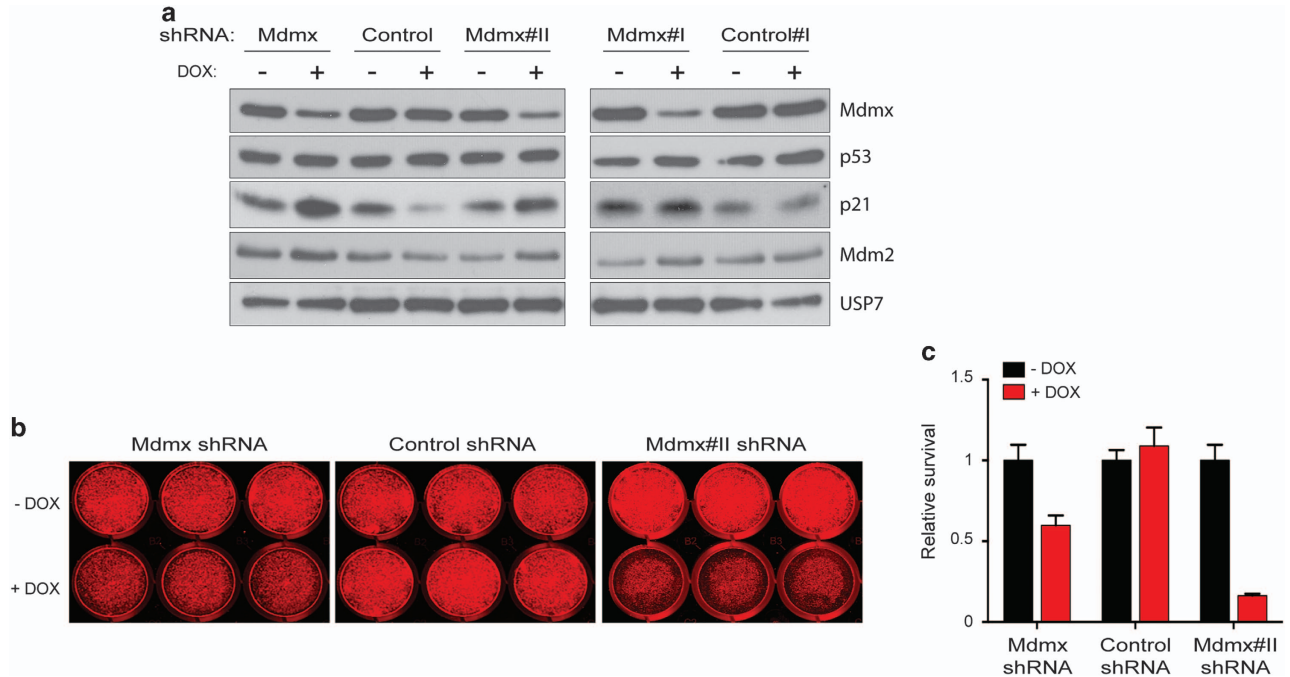 a
shRNA: Mdmx Control Mdmx#II Mdmx#I Control#I
DOX: - + - + - + - + - +
Mdmx
p53
p21
Mdm2
USP7
b
Mdmx shRNA Control shRNA Mdmx#II shRNA
- DOX
B2 B3
+ DOX
c
- DOX
+ DOX
Relative survival
1.5
1
0.5
0
Mdmx shRNA
Control shRNA
Mdmx#II shRNA